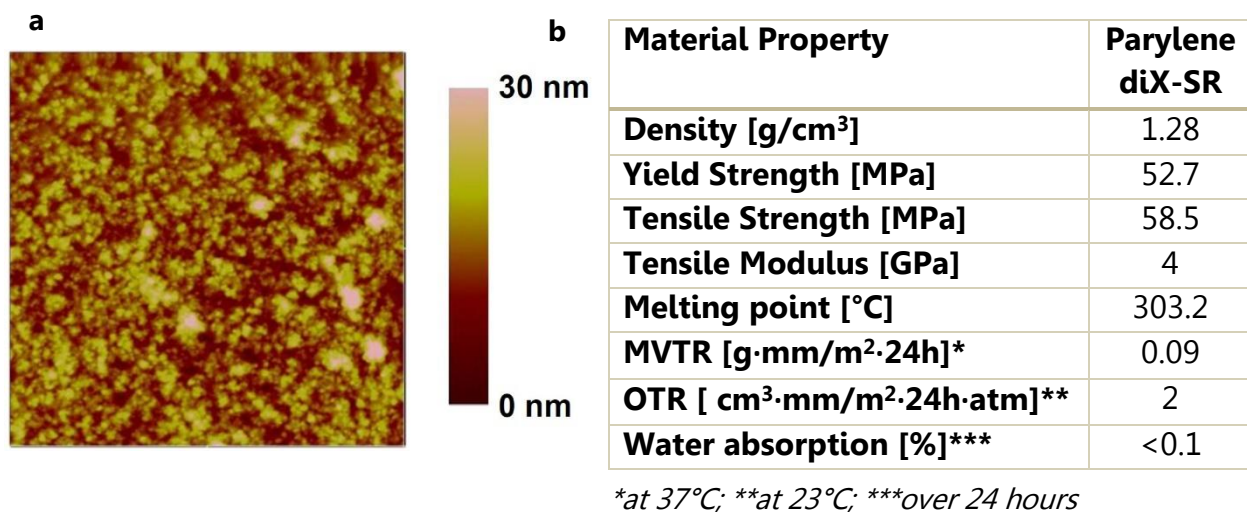 a
30 nm
0 nm
b
Material Property Parylene
diX-SR
Density [g/cm³] 1.28
Yield Strength [MPa] 52.7
Tensile Strength [MPa] 58.5
Tensile Modulus [GPa] 4
Melting point [°C] 303.2
MVTR [g·mm/m²·24h]* 0.09
OTR [ cm³·mm/m²·24h·atm]** 2
Water absorption [%]*** <0.1
*at 37°C; **at 23°C; ***over 24 hours